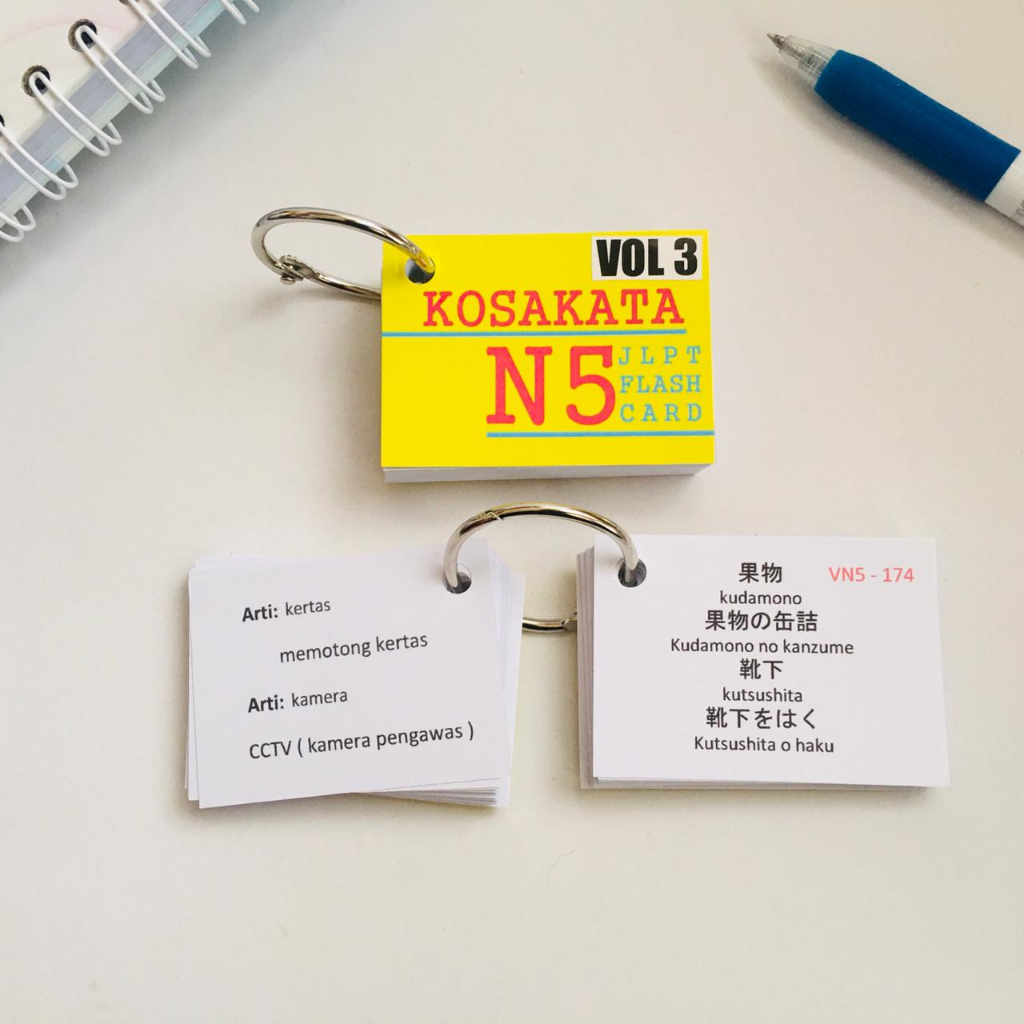 VOL 3
KOSAKATA
N5
JLPT
FLASH
CARD
Arti: kertas
memotong kertas
Arti: kamera
CCTV ( kamera pengawas )
果物
VN5 - 174
kudamono
果物の缶詰
Kudamono no kanzume
靴下
kutsushita
靴下をはく
Kutsushita o haku